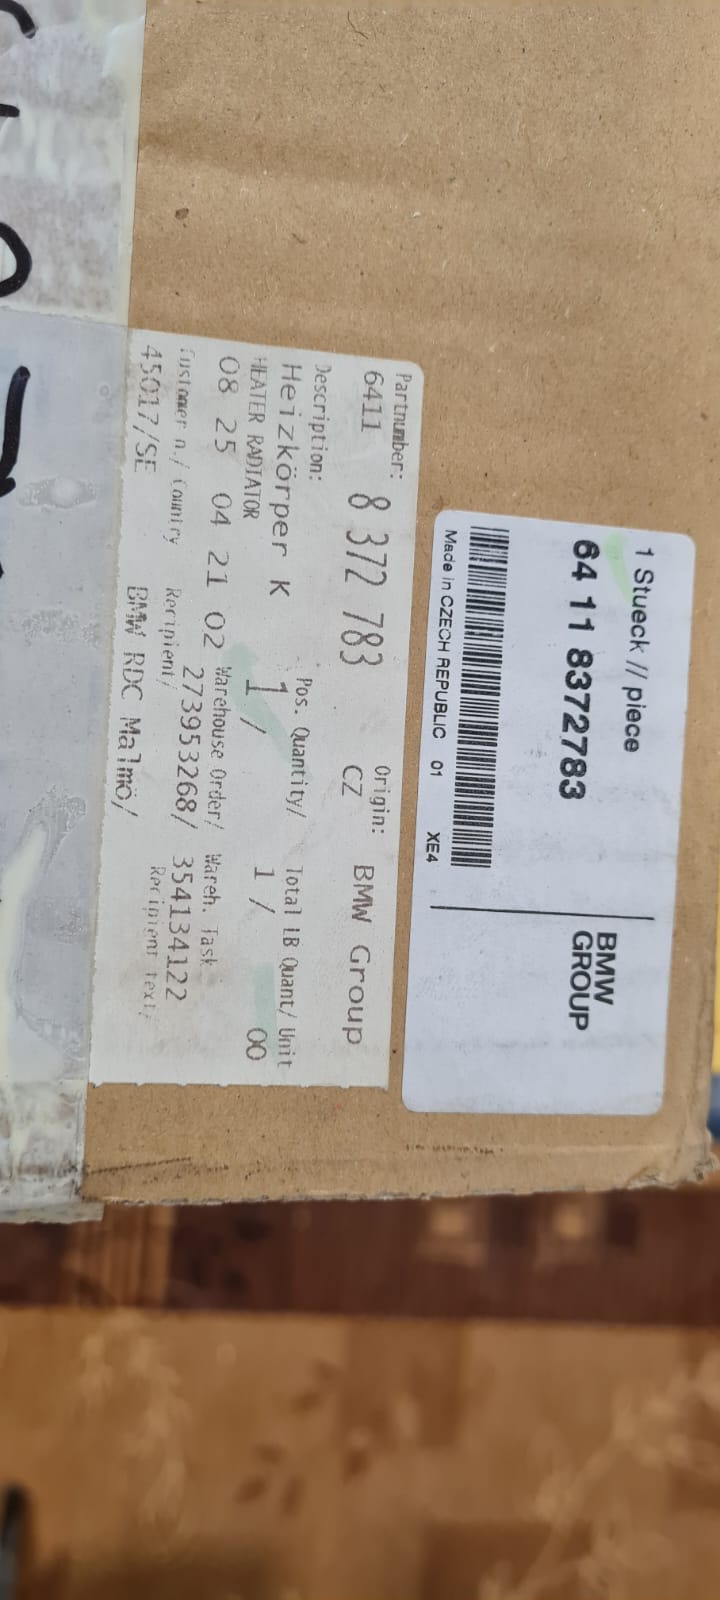 1 Stueck // piece
64 11 8372783
BMW
GROUP
Made in CZECH REPUBLIC 01 XE4
Partnumber: Origin:
6411 8 372 783 CZ BMW Group
Description: Pos. Quantity/ Total LB Quant/ Unit
Heizkörper K 1 / 1 / 00
HEATER RADIATOR
08 25 04 21 02 Warehouse Order/ Wareh. Task
273953268/ 354134122
Customer n./ Country Recipient/ Recipient text/
45017/SE BMW RDC Malmö/